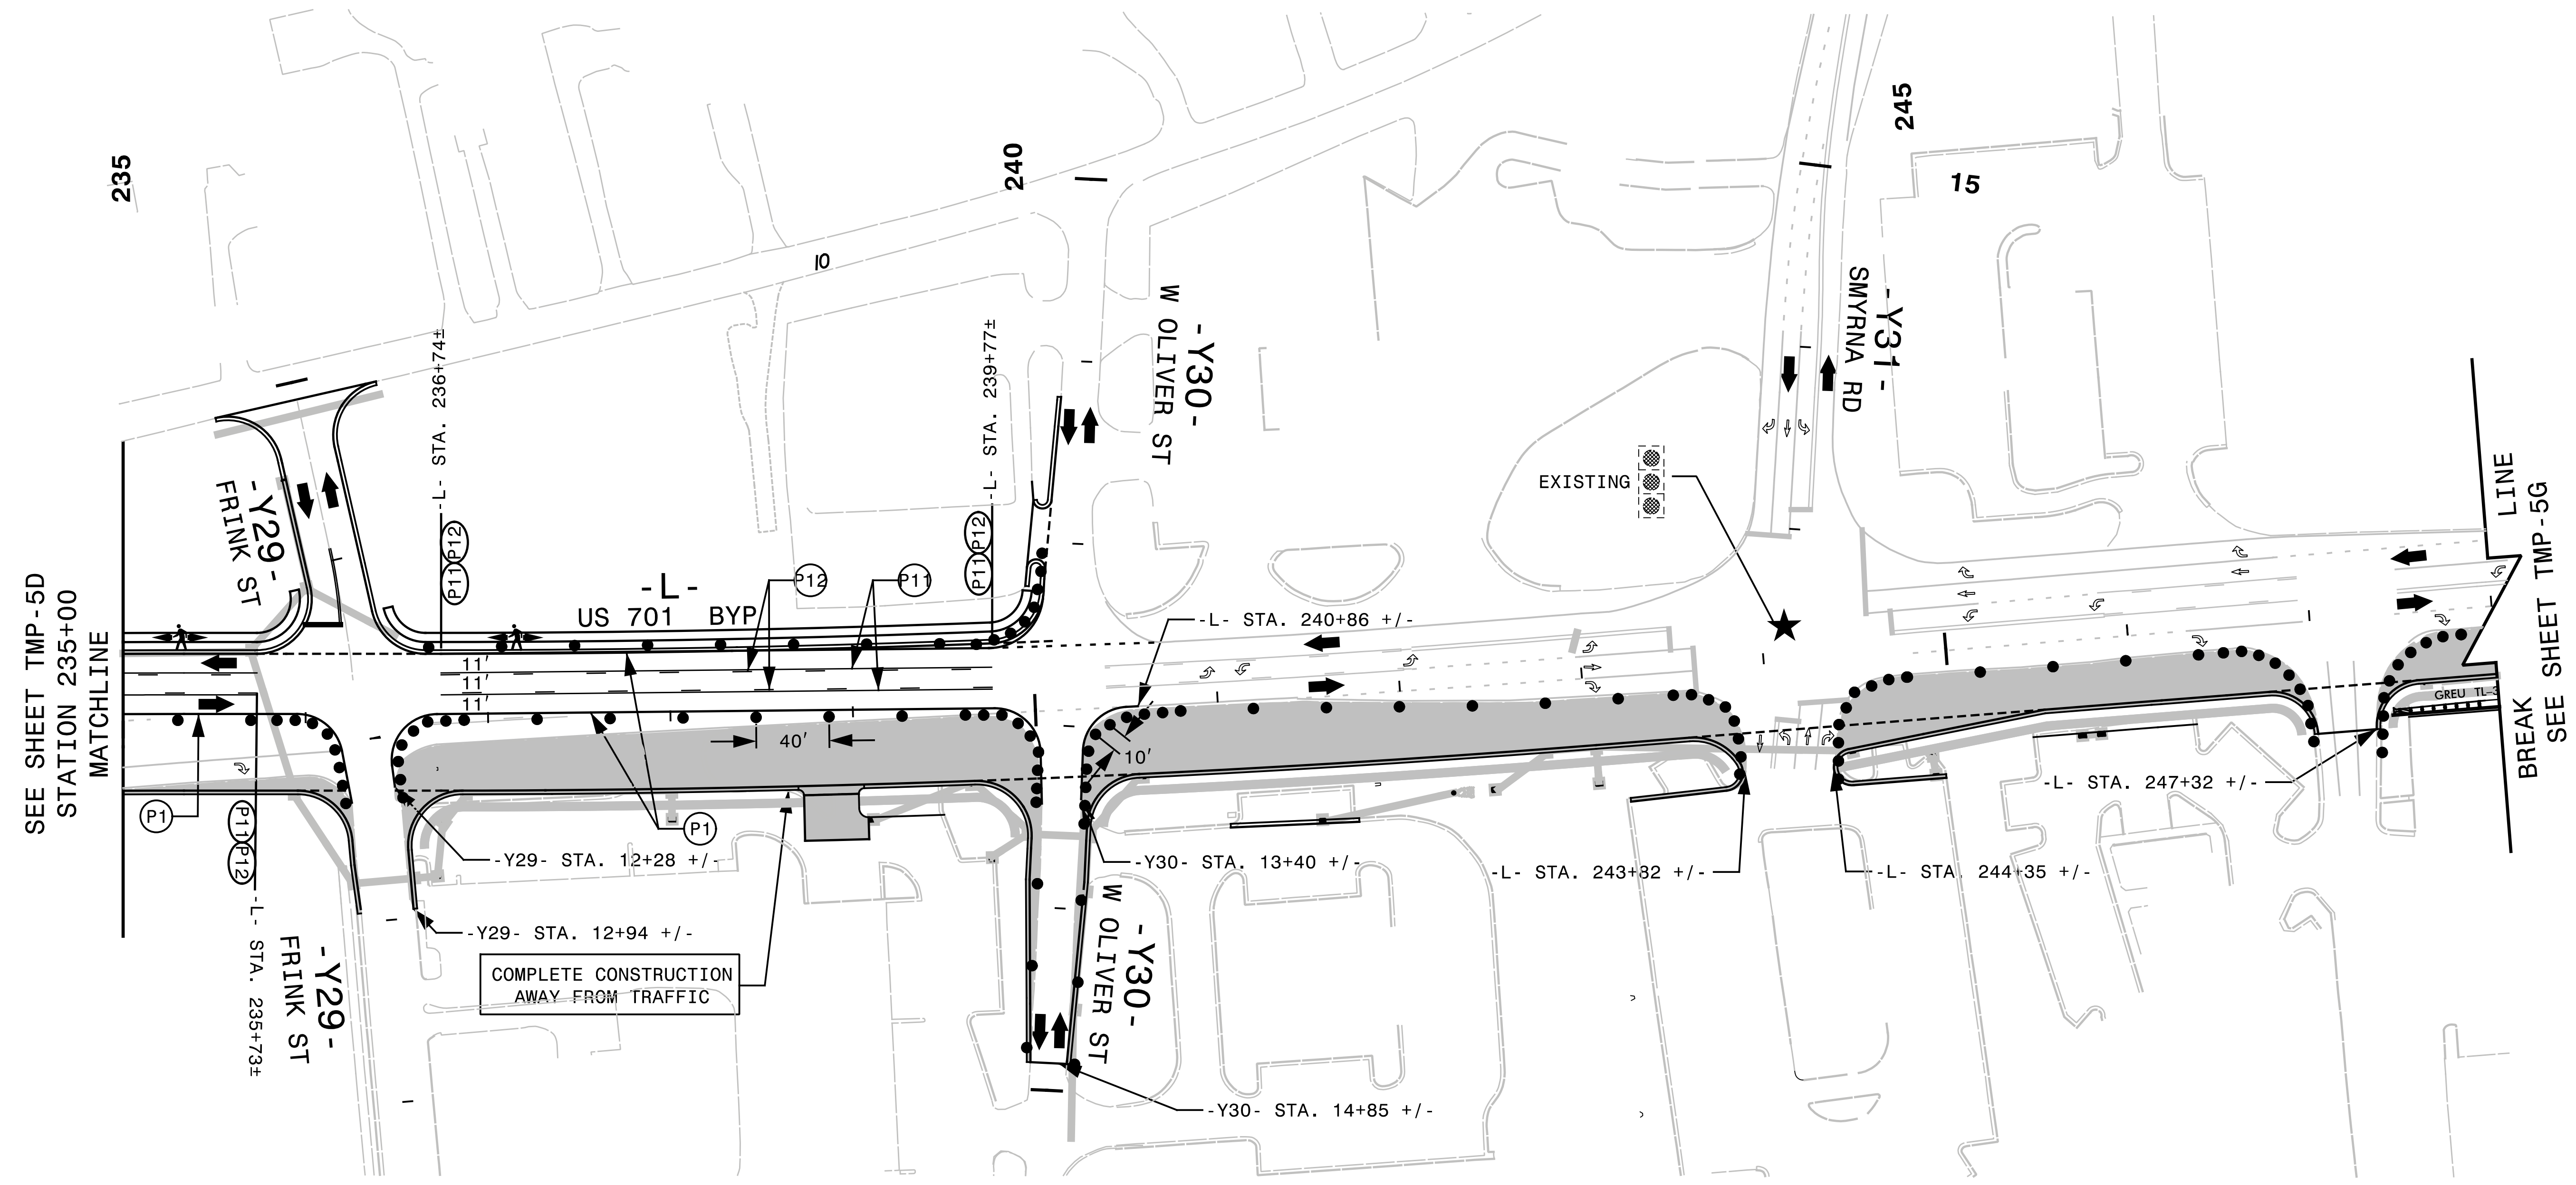 235
240
245
15
10
-L- STA. 236+74±
P11 P12
-L- STA. 239+77±
P11 P12
W OLIVER ST
-Y30-
SMYRNA RD
-Y31-
EXISTING
-Y29-
FRINK ST
SEE SHEET TMP-5D
STATION 235+00
MATCHLINE
-L-
US 701 BYP
P12
P11
11'
11'
11'
-L- STA. 240+86 +/-
BREAK LINE
SEE SHEET TMP-5G
GREU TL-3
40'
10'
P1
P1
P11 P12
-L- STA. 235+73±
-Y29- STA. 12+28 +/-
-Y30- STA. 13+40 +/-
-L- STA. 243+82 +/-
-L- STA. 244+35 +/-
-L- STA. 247+32 +/-
-Y29- STA. 12+94 +/-
COMPLETE CONSTRUCTION
AWAY FROM TRAFFIC
-Y29-
FRINK ST
W OLIVER ST
-Y30-
-Y30- STA. 14+85 +/-